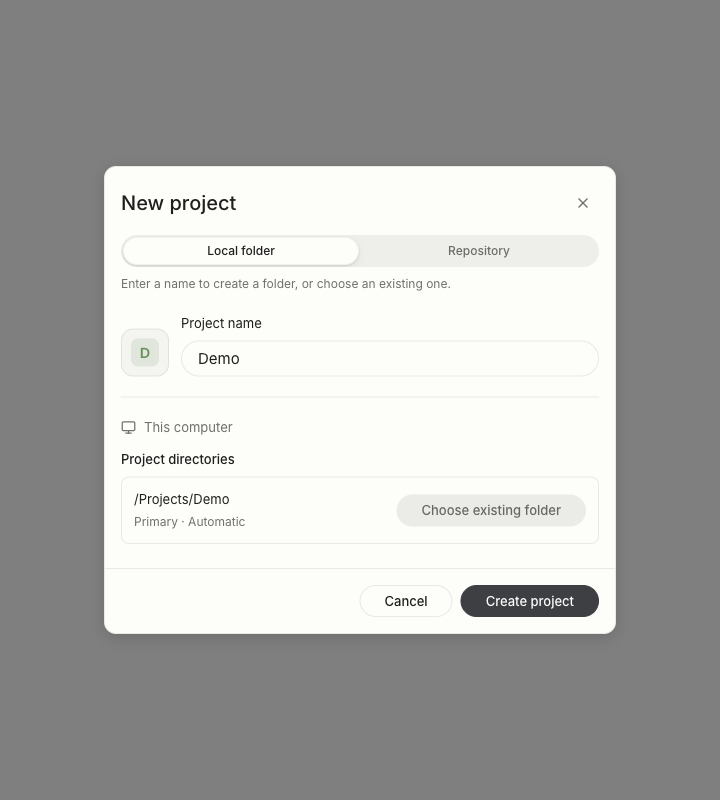 New project
Local folder
Repository
Enter a name to create a folder, or choose an existing one.
Project name
D
Demo
This computer
Project directories
/Projects/Demo
Primary · Automatic
Choose existing folder
Cancel
Create project